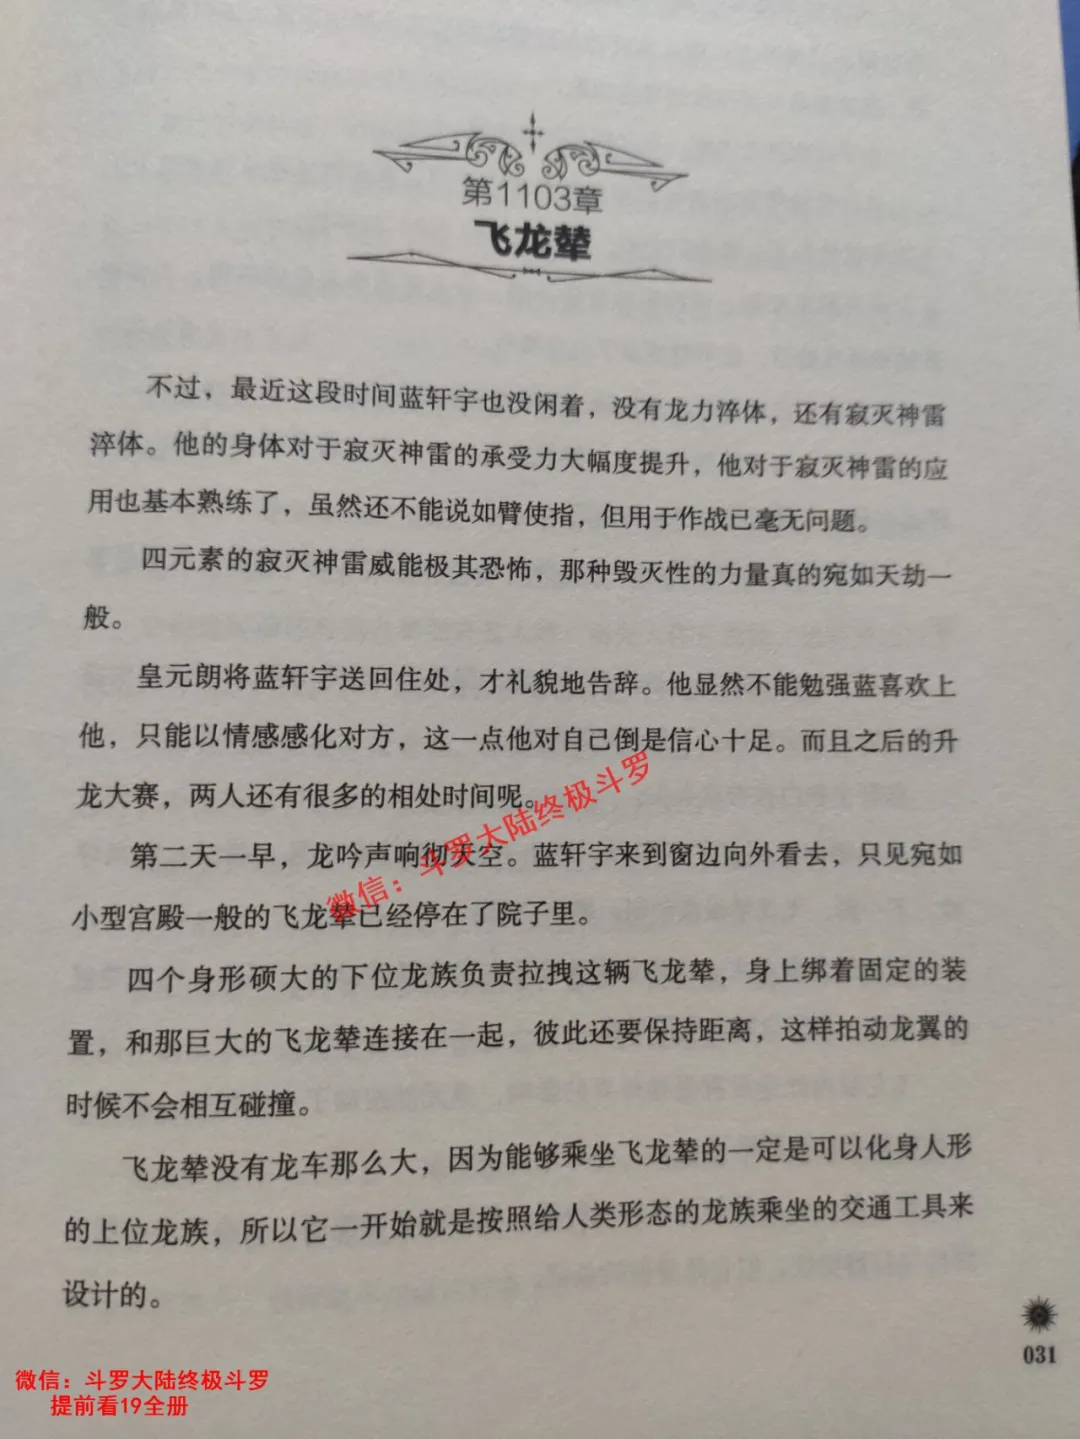 第1103章
飞龙辇
不过，最近这段时间蓝轩宇也没闲着，没有龙力淬体，还有寂灭神雷
淬体。他的身体对于寂灭神雷的承受力大幅度提升，他对于寂灭神雷的应
用也基本熟练了，虽然还不能说如臂使指，但用于作战已毫无问题。
四元素的寂灭神雷威能极其恐怖，那种毁灭性的力量真的宛如天劫一
般。
皇元朗将蓝轩宇送回住处，才礼貌地告辞。他显然不能勉强蓝喜欢上
他，只能以情感感化对方，这一点他对自己倒是信心十足。而且之后的升
龙大赛，两人还有很多的相处时间呢。
第二天一早，龙吟声响彻天空。蓝轩宇来到窗边向外看去，只见宛如
小型宫殿一般的飞龙辇已经停在了院子里。
四个身形硕大的下位龙族负责拉拽这辆飞龙辇，身上绑着固定的装
置，和那巨大的飞龙辇连接在一起，彼此还要保持距离，这样拍动龙翼的
时候不会相互碰撞。
飞龙辇没有龙车那么大，因为能够乘坐飞龙辇的一定是可以化身人形
的上位龙族，所以它一开始就是按照给人类形态的龙族乘坐的交通工具来
设计的。
031
微信：斗罗大陆终极斗罗
微信：斗罗大陆终极斗罗
提前看19全册